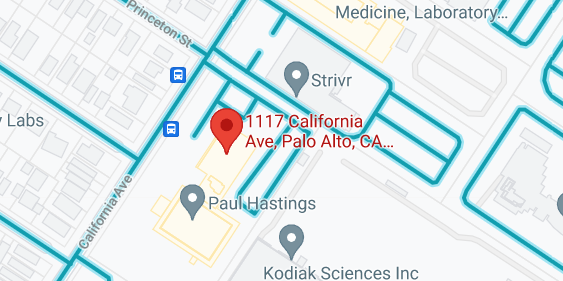 Princeton St
Medicine, Laboratory...
Strivr
y Labs
1117 California
Ave, Palo Alto, CA...
California Ave
Paul Hastings
Kodiak Sciences Inc